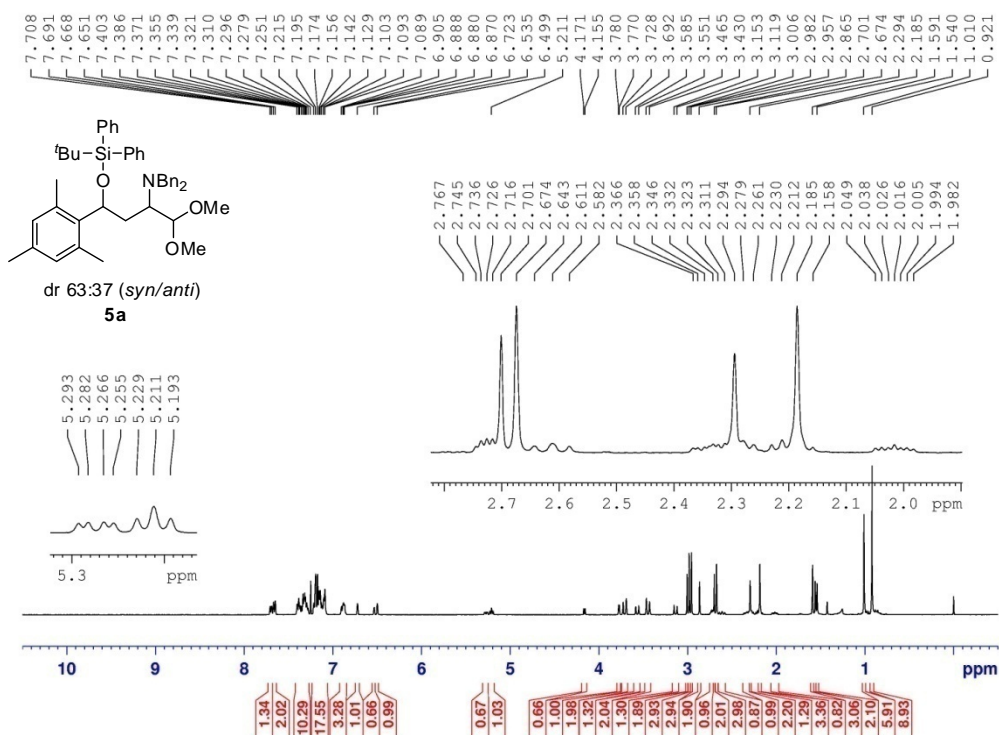 7.708 7.691 7.668 7.651 7.403 7.386 7.371 7.355 7.339 7.321 7.310 7.296 7.279 7.251 7.215 7.195 7.174 7.156 7.142 7.129 7.103 7.093 7.089 6.905 6.888 6.880 6.870 6.723 6.535 6.499 5.211 4.171 4.155 3.780 3.770 3.728 3.692 3.585 3.551 3.465 3.430 3.153 3.119 3.006 2.982 2.957 2.865 2.701 2.674 2.294 2.185 1.591 1.540 1.010 0.921
Ph
tBu Si Ph
O NBn2
OMe
OMe
dr 63:37 (syn/anti)
5a
2.767 2.745 2.736 2.726 2.716 2.701 2.674 2.643 2.611 2.582 2.366 2.358 2.346 2.332 2.323 2.311 2.294 2.279 2.261 2.230 2.212 2.185 2.158 2.049 2.038 2.026 2.016 2.005 1.994 1.982
2.7 2.6 2.5 2.4 2.3 2.2 2.1 2.0 ppm
5.293 5.282 5.266 5.255 5.229 5.211 5.193
5.3 ppm
10 9 8 7 6 5 4 3 2 1 ppm
1.34 2.02 10.29 17.55 3.28 1.01 0.66 0.99 0.67 1.03 0.66 1.00 1.98 1.32 2.04 1.30 1.89 2.93 2.94 1.90 0.96 2.01 2.98 0.87 0.99 2.20 1.29 3.36 0.82 3.06 2.10 5.91 8.93